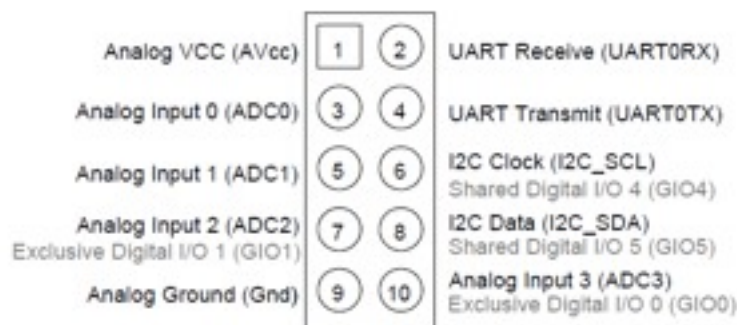 Analog VCC (AVcc) 1 2 UART Receive (UART0RX)
Analog Input 0 (ADC0) 3 4 UART Transmit (UART0TX)
Analog Input 1 (ADC1) 5 6 I2C Clock (I2C_SCL)
Shared Digital I/O 4 (GIO4)
Analog Input 2 (ADC2) 7 8 I2C Data (I2C_SDA)
Exclusive Digital I/O 1 (GIO1) Shared Digital I/O 5 (GIO5)
Analog Ground (Gnd) 9 10 Analog Input 3 (ADC3)
Exclusive Digital I/O 0 (GIO0)